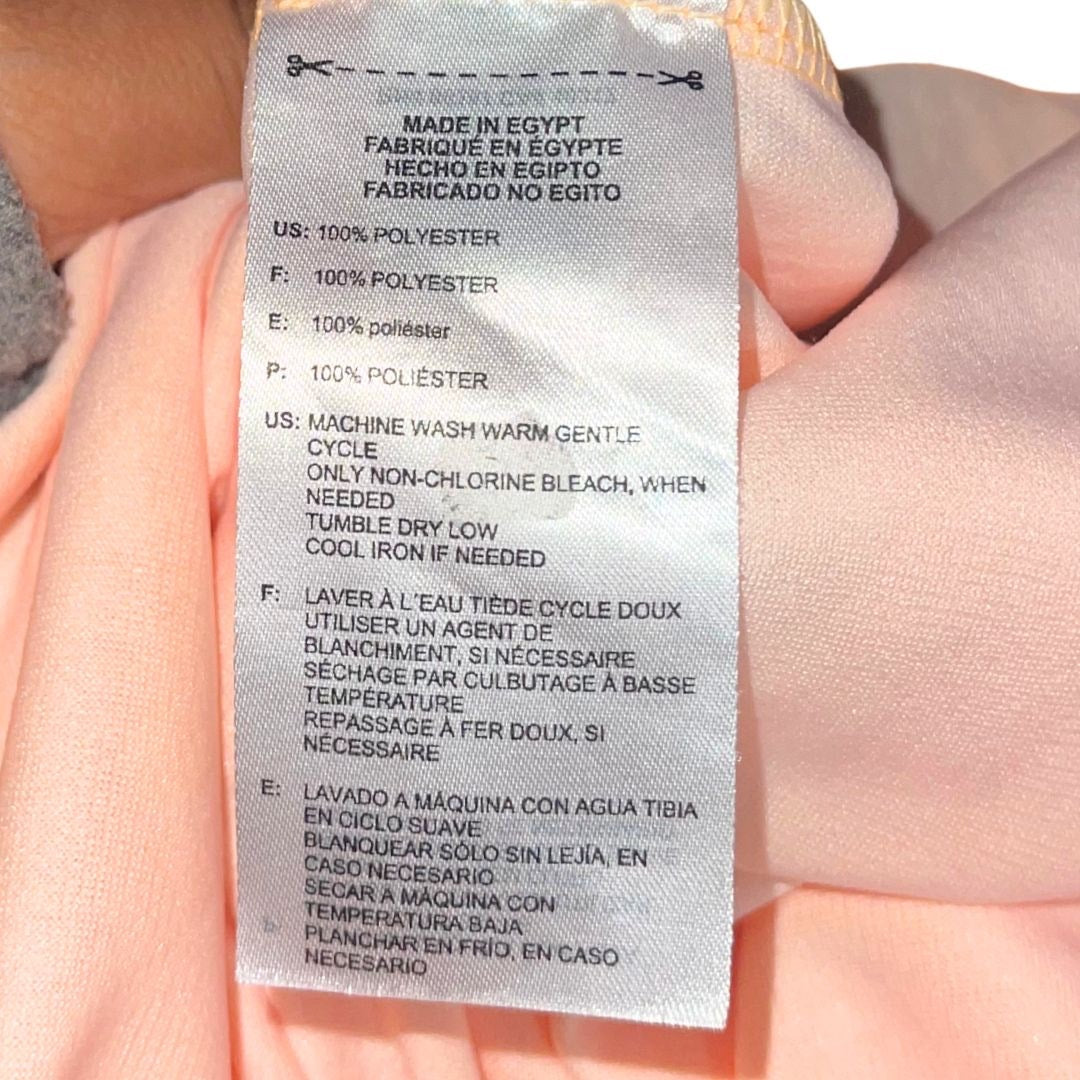 MADE IN EGYPT
FABRIQUÉ EN ÉGYPTE
HECHO EN EGIPTO
FABRICADO NO EGITO
US: 100% POLYESTER
F: 100% POLYESTER
E: 100% poliéster
P: 100% POLIÉSTER
US: MACHINE WASH WARM GENTLE
CYCLE
ONLY NON-CHLORINE BLEACH, WHEN
NEEDED
TUMBLE DRY LOW
COOL IRON IF NEEDED
F: LAVER À L'EAU TIÈDE CYCLE DOUX
UTILISER UN AGENT DE
BLANCHIMENT, SI NÉCESSAIRE
SÉCHAGE PAR CULBUTAGE À BASSE
TEMPÉRATURE
REPASSAGE À FER DOUX, SI
NÉCESSAIRE
E: LAVADO A MÁQUINA CON AGUA TIBIA
EN CICLO SUAVE
BLANQUEAR SÓLO SIN LEJÍA, EN
CASO NECESARIO
SECAR A MÁQUINA CON
TEMPERATURA BAJA
PLANCHAR EN FRÍO, EN CASO
NECESARIO